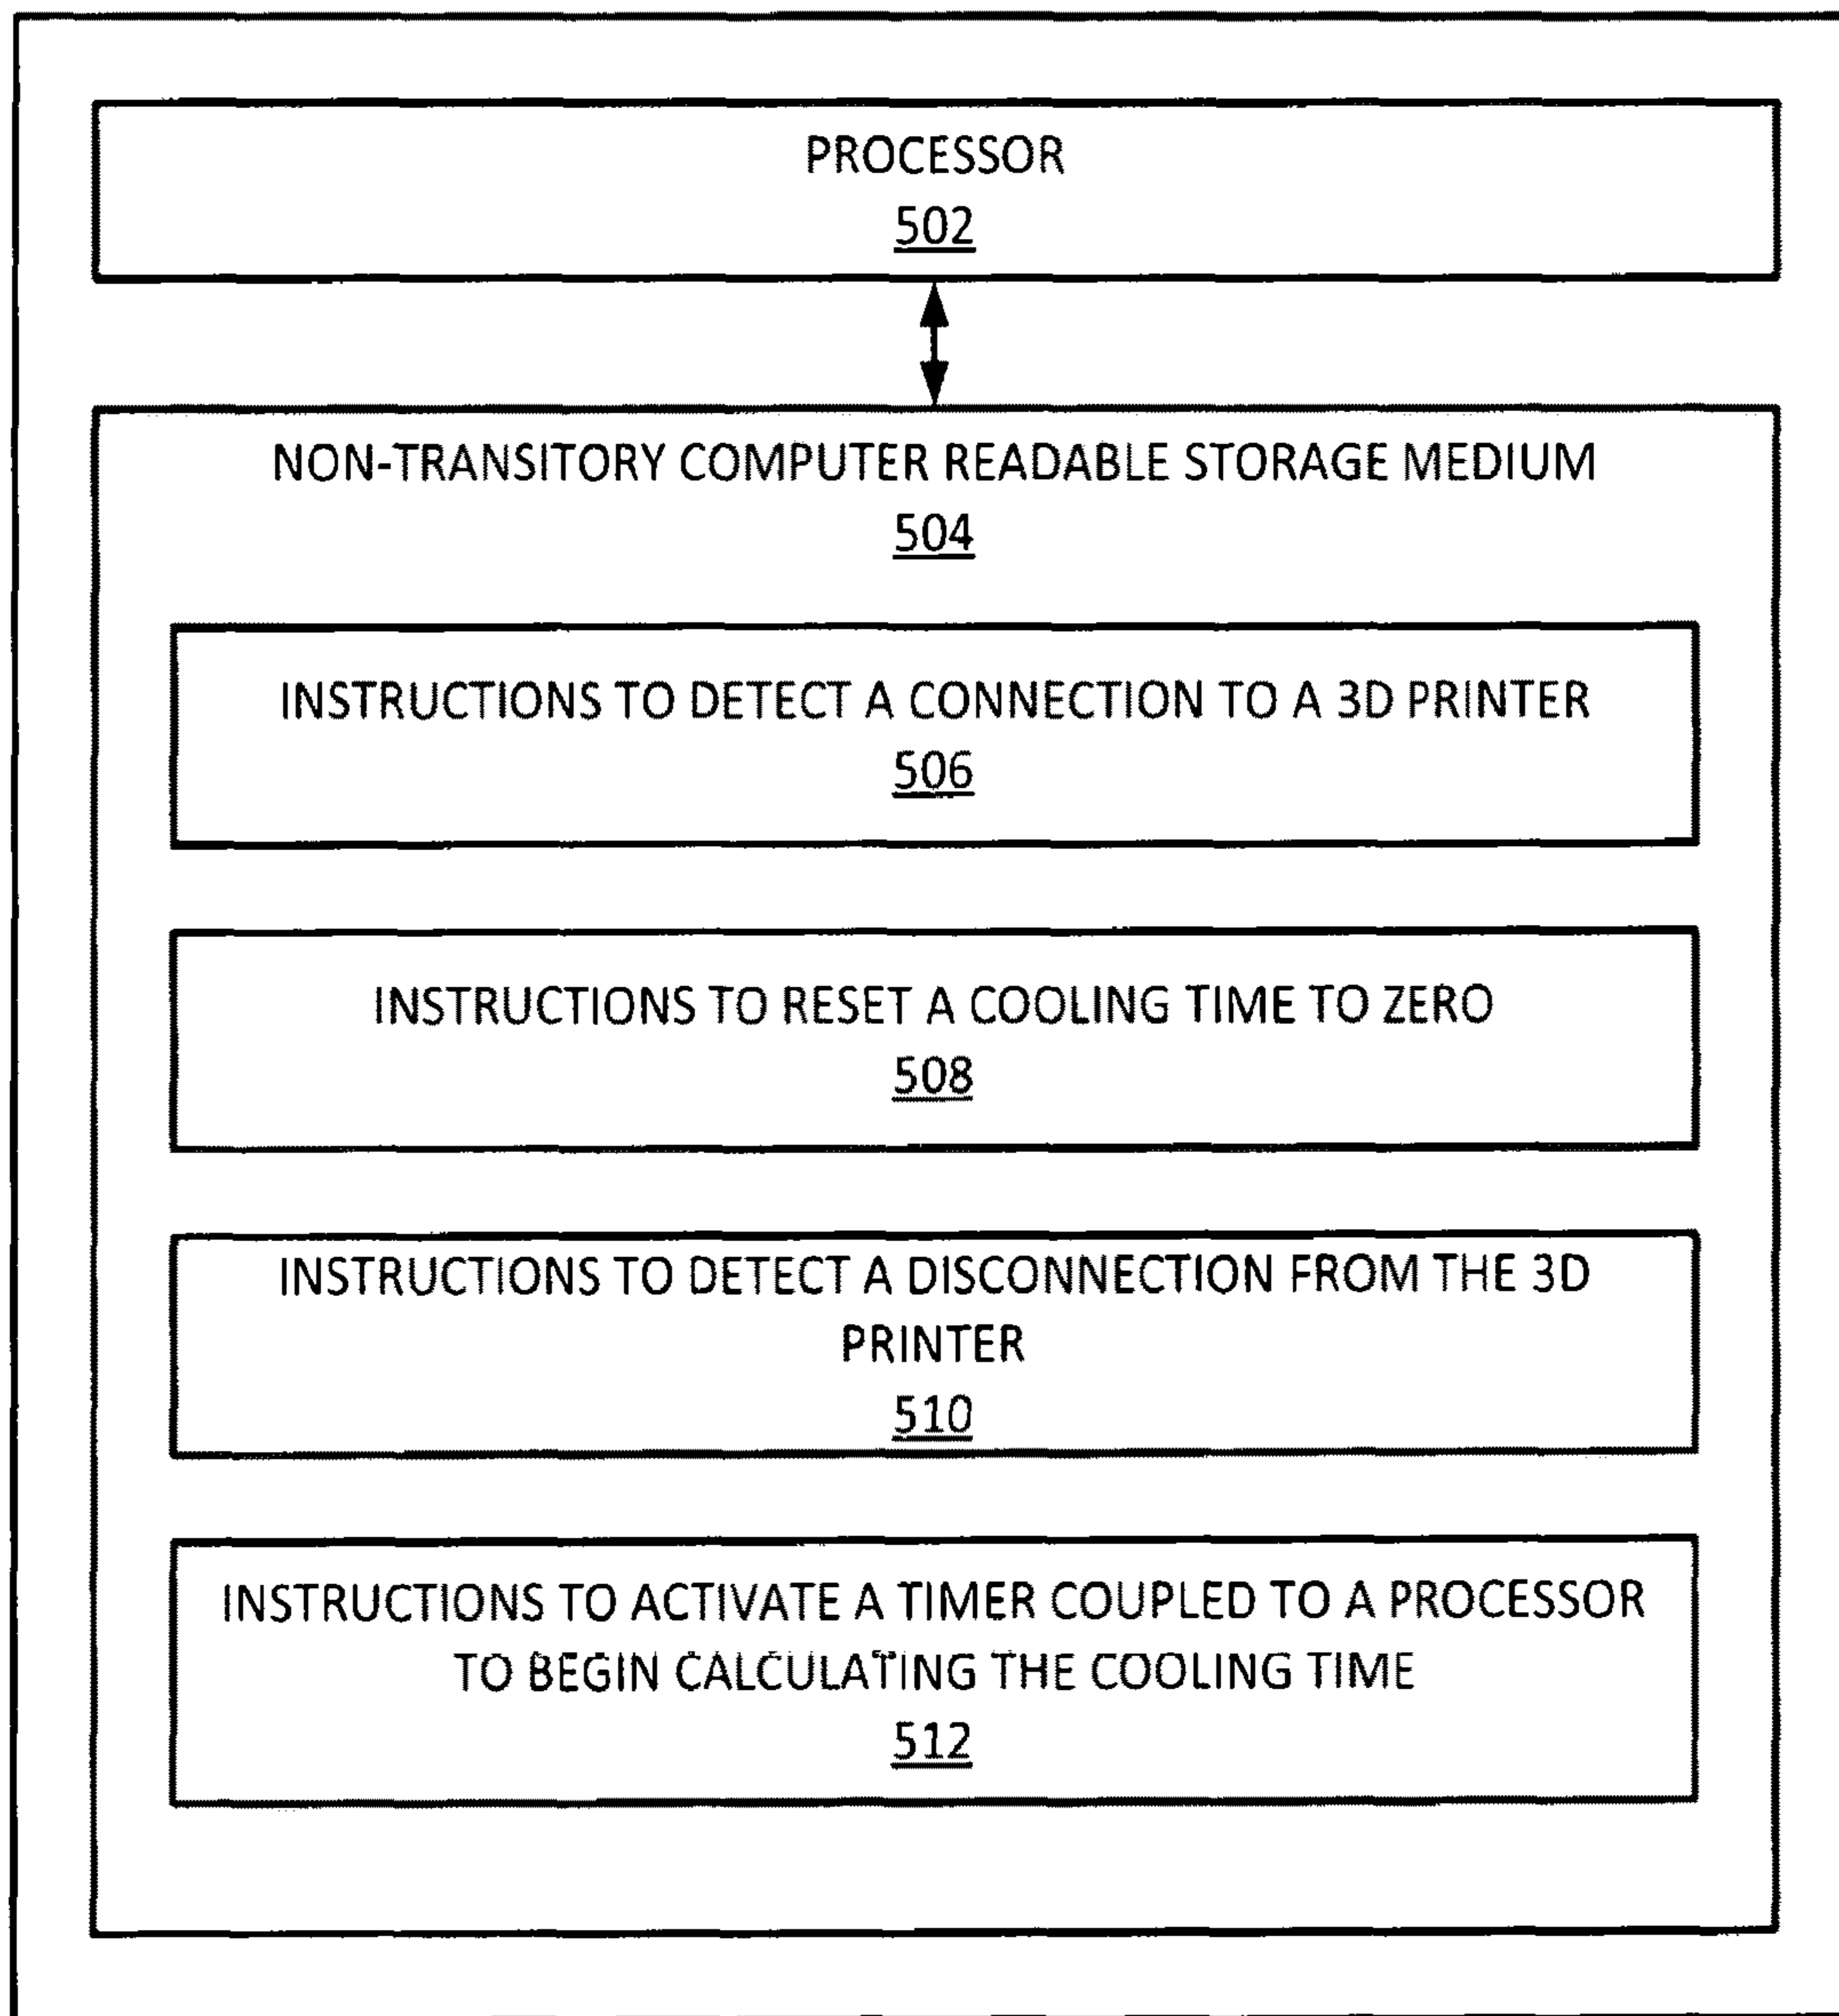 PROCESSOR
502
NON-TRANSITORY COMPUTER READABLE STORAGE MEDIUM
504
INSTRUCTIONS TO DETECT A CONNECTION TO A 3D PRINTER
506
INSTRUCTIONS TO RESET A COOLING TIME TO ZERO
508
INSTRUCTIONS TO DETECT A DISCONNECTION FROM THE 3D
PRINTER
510
INSTRUCTIONS TO ACTIVATE A TIMER COUPLED TO A PROCESSOR
TO BEGIN CALCULATING THE COOLING TIME
512